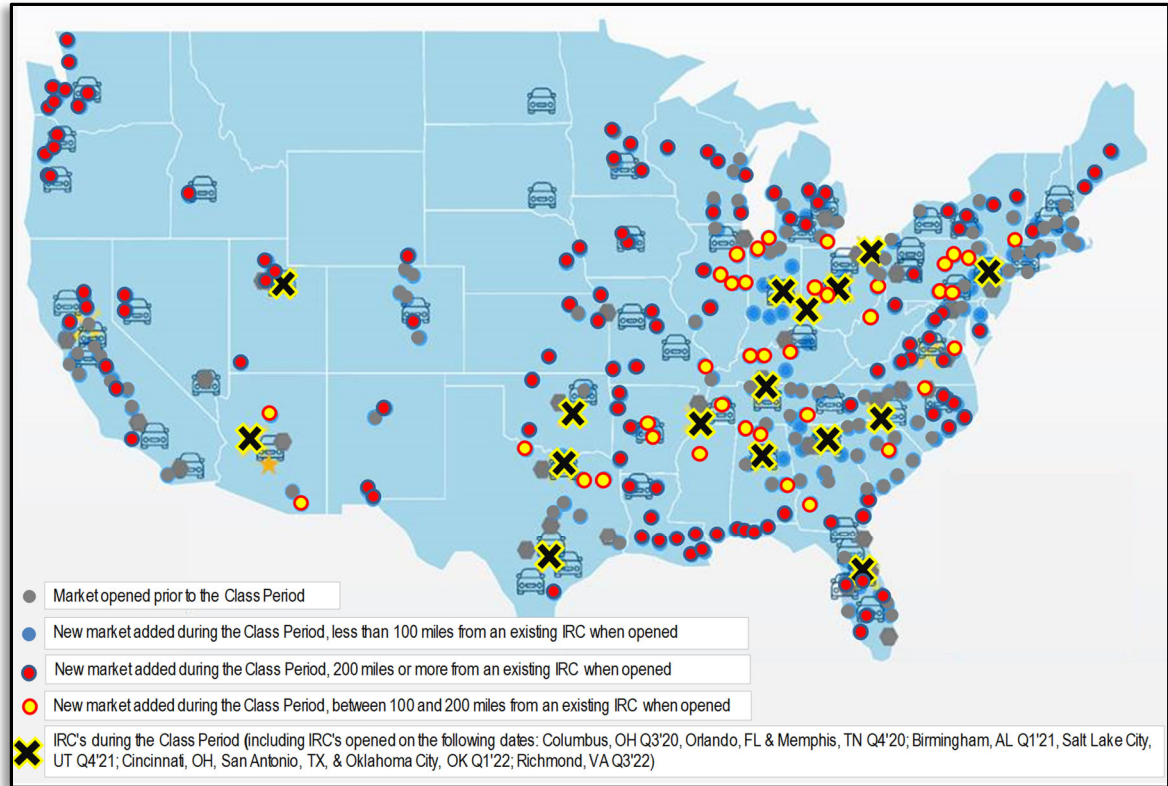 Market opened prior to the Class Period
New market added during the Class Period, less than 100 miles from an existing IRC when opened
New market added during the Class Period, 200 miles or more from an existing IRC when opened
New market added during the Class Period, between 100 and 200 miles from an existing IRC when opened
IRC's during the Class Period (including IRC's opened on the following dates: Columbus, OH Q3'20, Orlando, FL & Memphis, TN Q4'20; Birmingham, AL Q1'21, Salt Lake City,
UT Q4'21; Cincinnati, OH, San Antonio, TX, & Oklahoma City, OK Q1'22; Richmond, VA Q3'22)